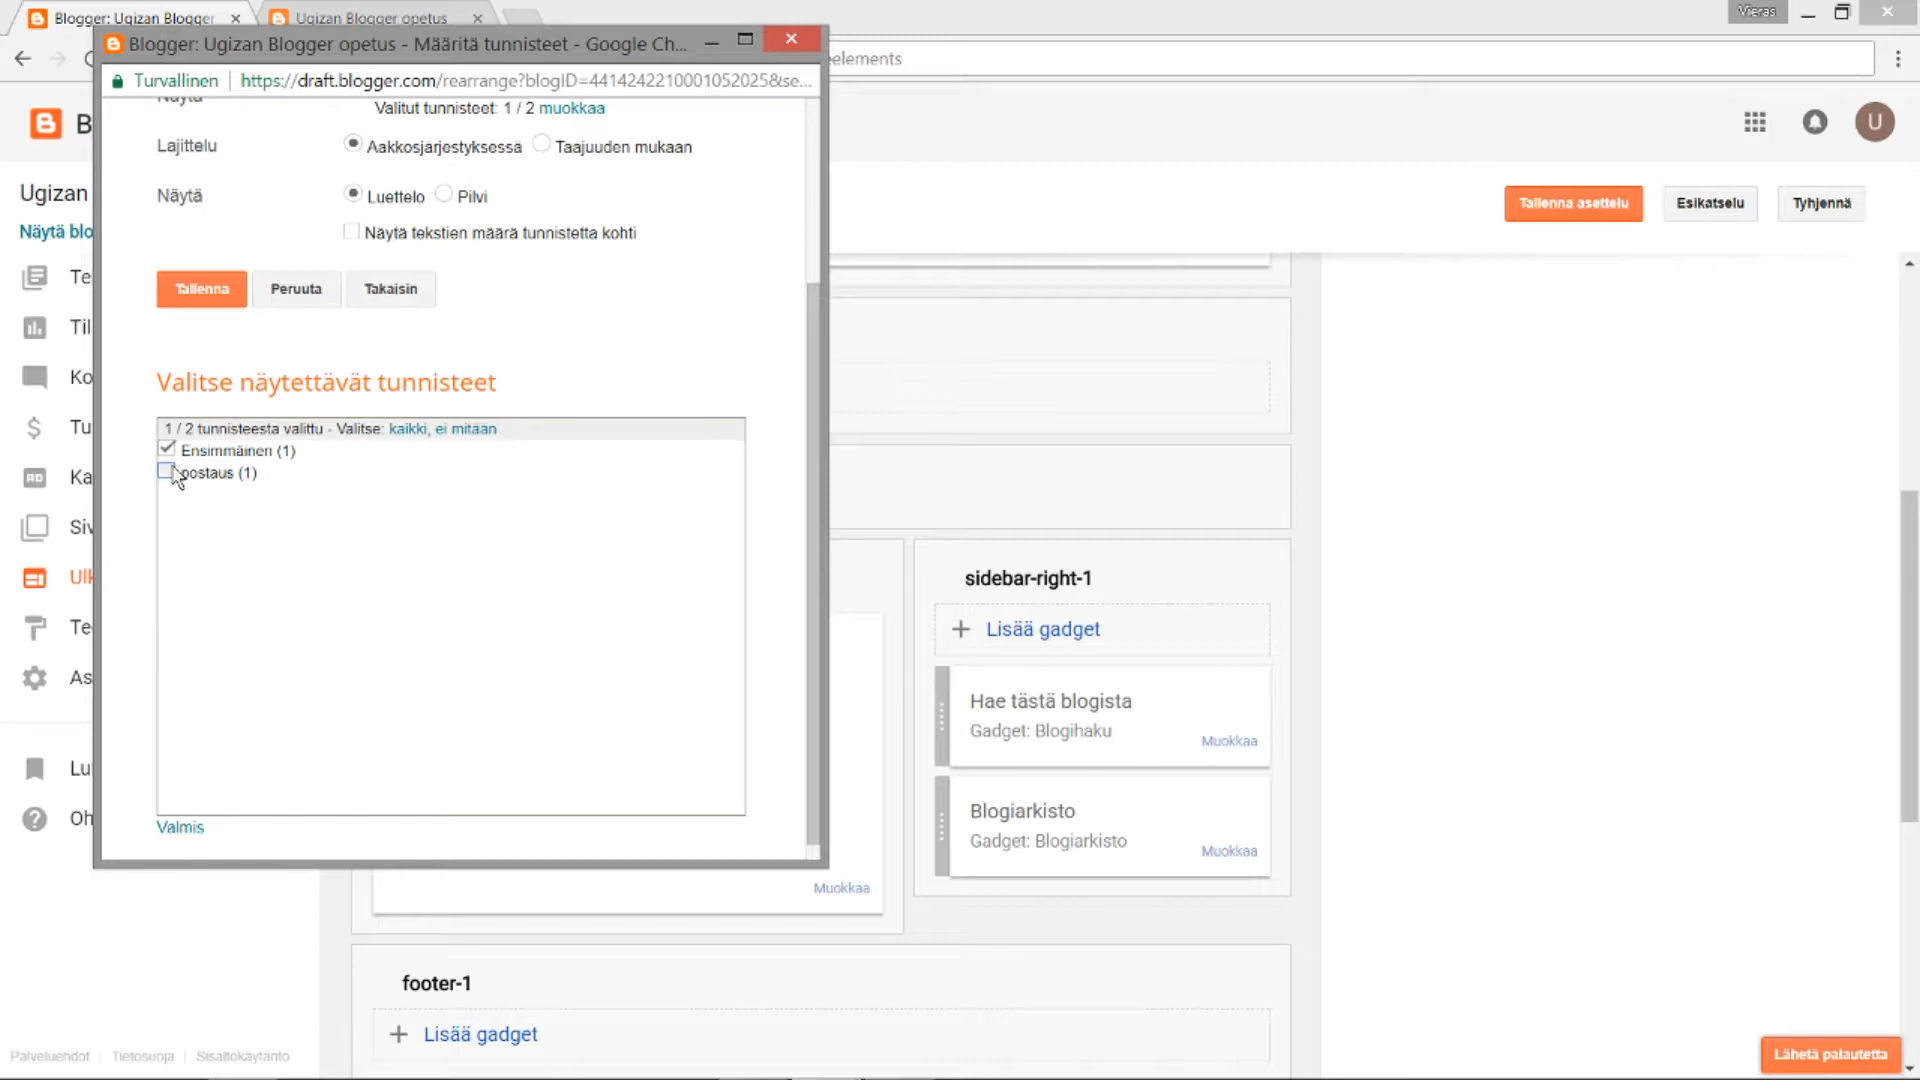 Blogger: Ugizan Blogger
Ugizan Blogger opetus
Vieras
Blogger: Ugizan Blogger opetus - Määritä tunnisteet - Google Ch...
Turvallinen
https://draft.blogger.com/rearrange?blogID=4414242210001052025&se...
elements
B
U
Näytä
Valitut tunnisteet: 1 / 2 muokkaa
Lajittelu
Aakkosjärjestyksessä
Taajuuden mukaan
Näytä
Luettelo
Pilvi
Näytä tekstien määrä tunnistetta kohti
Tallenna
Peruuta
Takaisin
Valitse näytettävät tunnisteet
1 / 2 tunnisteesta valittu - Valitse: kaikki, ei mitään
Ensimmäinen (1)
postaus (1)
Valmis
Ugizan
Näytä blo
Te
Til
Ko
Tu
Ka
Siv
Ulk
Te
As
Lu
Oh
Palveluehdot
Tietosuoja
Sisältökäytäntö
Tallenna asettelu
Esikatselu
Tyhjennä
sidebar-right-1
Lisää gadget
Hae tästä blogista
Gadget: Blogihaku
Muokkaa
Blogiarkisto
Gadget: Blogiarkisto
Muokkaa
Muokkaa
footer-1
Lisää gadget
Lähetä palautetta